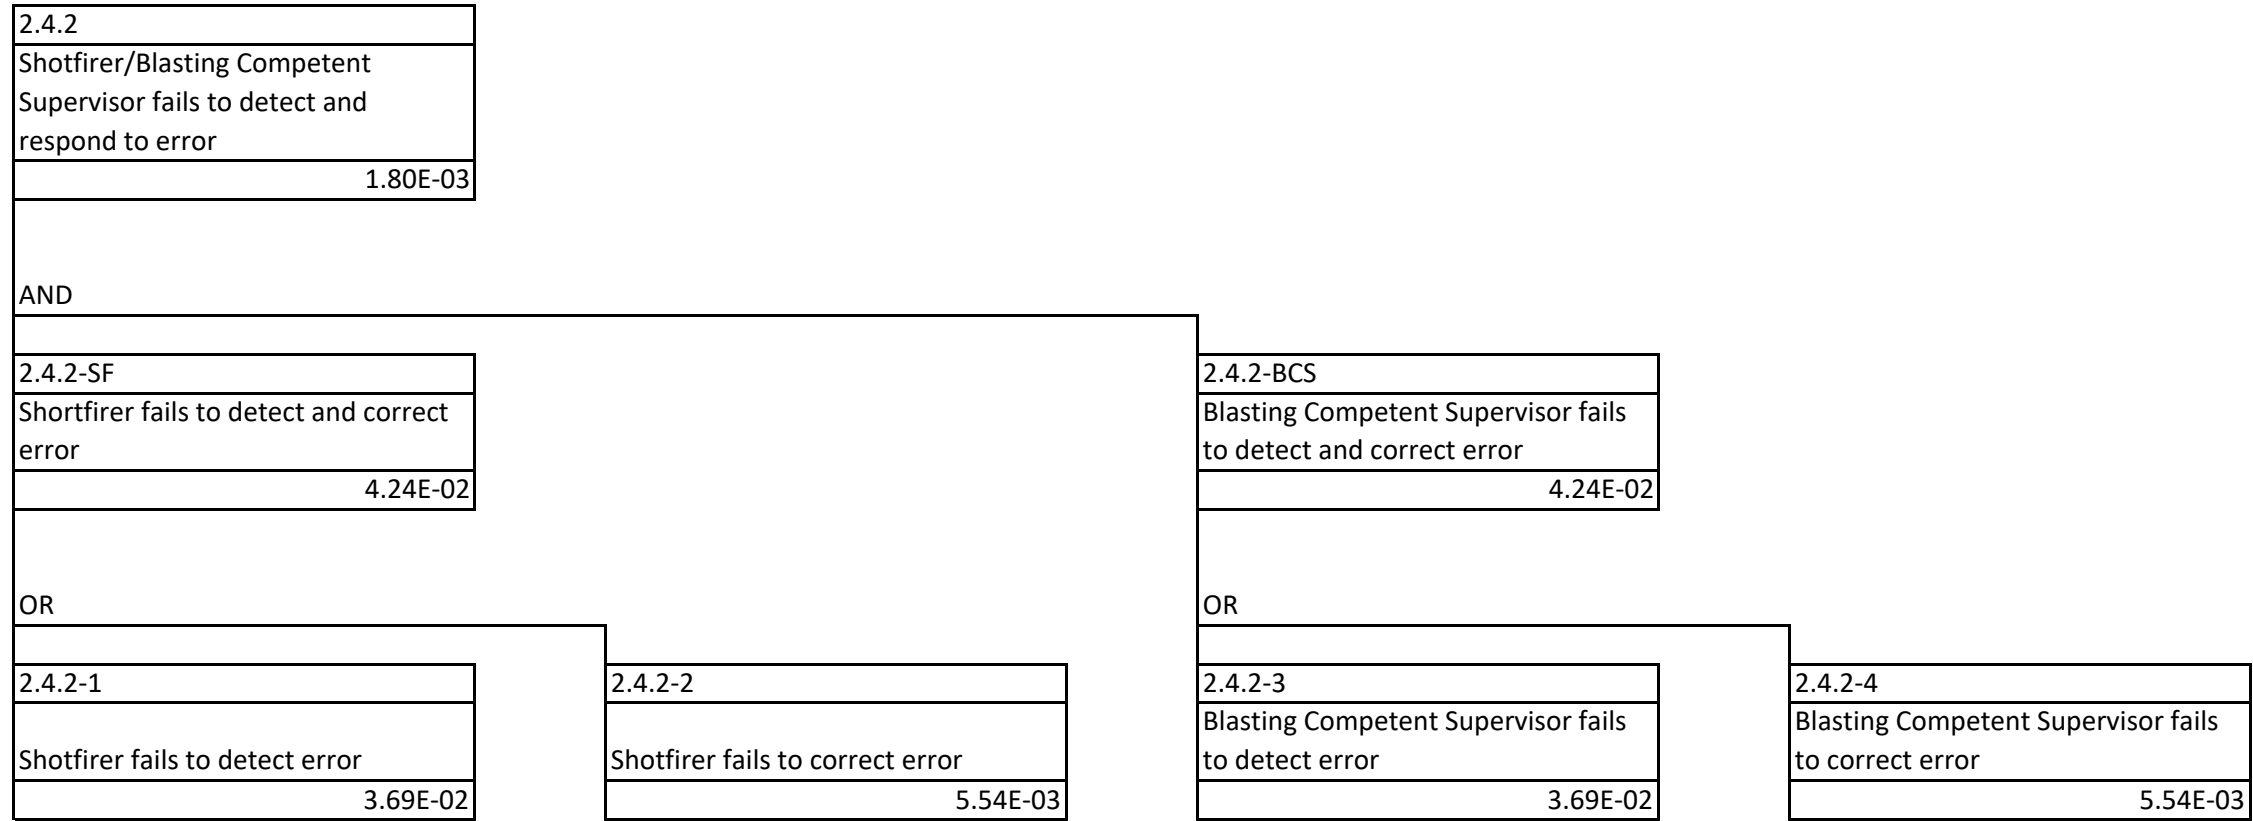 2.4.2
Shotfirer/Blasting Competent
Supervisor fails to detect and
respond to error
1.80E-03
AND
2.4.2-SF
Shortfirer fails to detect and correct
error
4.24E-02
2.4.2-BCS
Blasting Competent Supervisor fails
to detect and correct error
4.24E-02
OR
OR
2.4.2-1
Shotfirer fails to detect error
3.69E-02
2.4.2-2
Shotfirer fails to correct error
5.54E-03
2.4.2-3
Blasting Competent Supervisor fails
to detect error
3.69E-02
2.4.2-4
Blasting Competent Supervisor fails
to correct error
5.54E-03